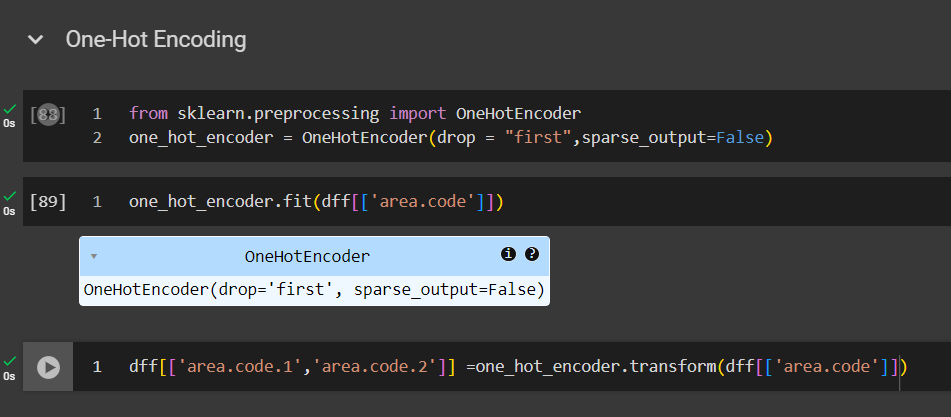 One-Hot Encoding
0s
[88] 1 from sklearn.preprocessing import OneHotEncoder
2 one_hot_encoder = OneHotEncoder(drop = "first",sparse_output=False)
0s
[89] 1 one_hot_encoder.fit(dff[['area.code']])
OneHotEncoder i ?
OneHotEncoder(drop='first', sparse_output=False)
0s
1 dff[['area.code.1','area.code.2']] =one_hot_encoder.transform(dff[['area.code']])